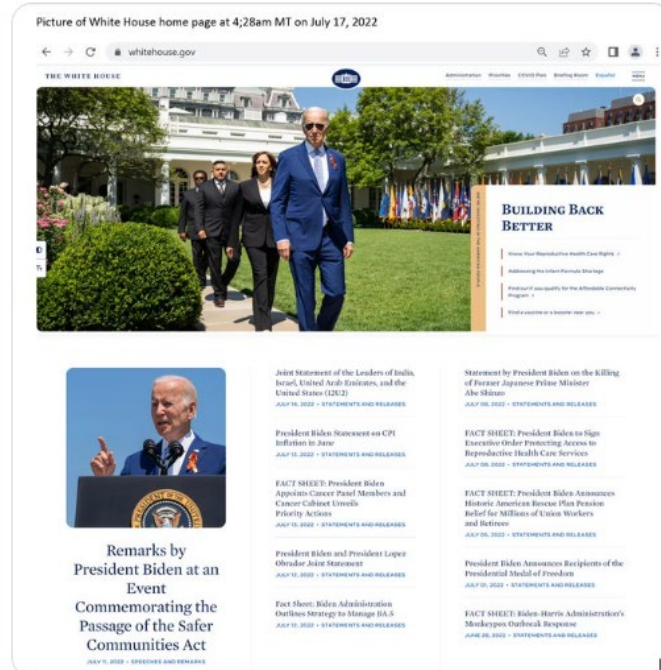 Picture of White House home page at 4;28am MT on July 17, 2022
whitehouse.gov
THE WHITE HOUSE
Administration Priorities COVID Plan Briefing Room Español MENU
BUILDING BACK
BETTER
Know Your Reproductive Health Care Rights
Addressing the Infant Formula Shortage
Find out if you qualify for the Affordable Connectivity
Program
Find a vaccine or a booster near you
Joint Statement of the Leaders of India,
Israel, United Arab Emirates, and the
United States (I2U2)
JULY 14, 2022 • STATEMENTS AND RELEASES
President Biden Statement on CPI
Inflation in June
JULY 13, 2022 • STATEMENTS AND RELEASES
FACT SHEET: President Biden
Appoints Cancer Panel Members and
Cancer Cabinet Unveils
Priority Actions
JULY 13, 2022 • STATEMENTS AND RELEASES
President Biden and President Lopez
Obrador Joint Statement
JULY 12, 2022 • STATEMENTS AND RELEASES
Fact Sheet: Biden Administration
Outlines Strategy to Manage BA.5
JULY 12, 2022 • STATEMENTS AND RELEASES
Statement by President Biden on the Killing
of Former Japanese Prime Minister
Abe Shinzo
JULY 08, 2022 • STATEMENTS AND RELEASES
FACT SHEET: President Biden to Sign
Executive Order Protecting Access to
Reproductive Health Care Services
JULY 08, 2022 • STATEMENTS AND RELEASES
FACT SHEET: President Biden Announces
Historic American Rescue Plan Pension
Relief for Millions of Union Workers
and Retirees
JULY 06, 2022 • STATEMENTS AND RELEASES
President Biden Announces Recipients of the
Presidential Medal of Freedom
JULY 01, 2022 • STATEMENTS AND RELEASES
FACT SHEET: Biden-Harris Administration's
Monkeypox Outbreak Response
JUNE 28, 2022 • STATEMENTS AND RELEASES
PRESIDENT OF
Remarks by
President Biden at an
Event
Commemorating the
Passage of the Safer
Communities Act
JULY 11, 2022 • SPEECHES AND REMARKS